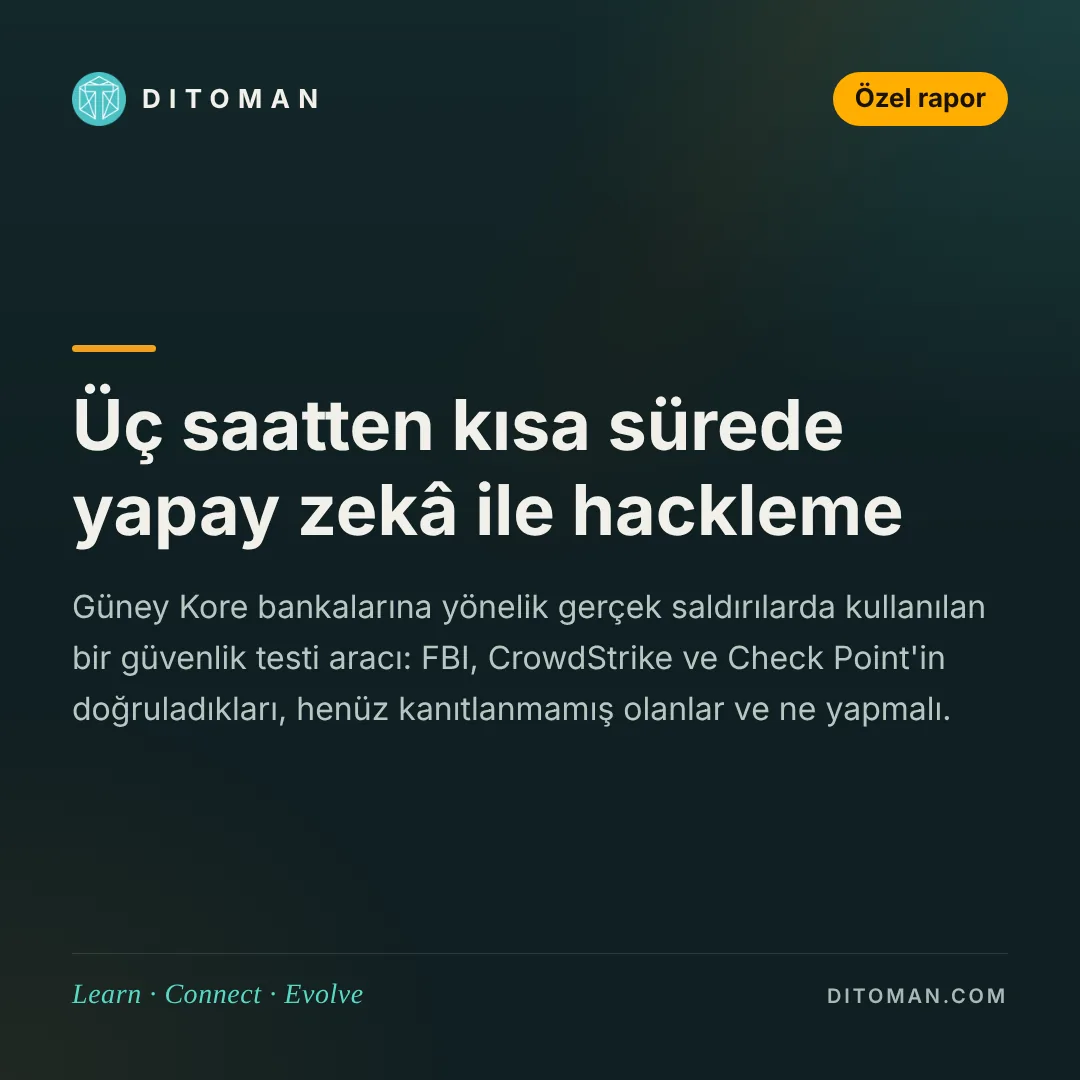 DITOMAN
Özel rapor
Üç saatten kısa sürede
yapay zekâ ile hackleme
Güney Kore bankalarına yönelik gerçek saldırılarda kullanılan
bir güvenlik testi aracı: FBI, CrowdStrike ve Check Point'in
doğruladıkları, henüz kanıtlanmamış olanlar ve ne yapmalı.
Learn · Connect · Evolve
DITOMAN.COM